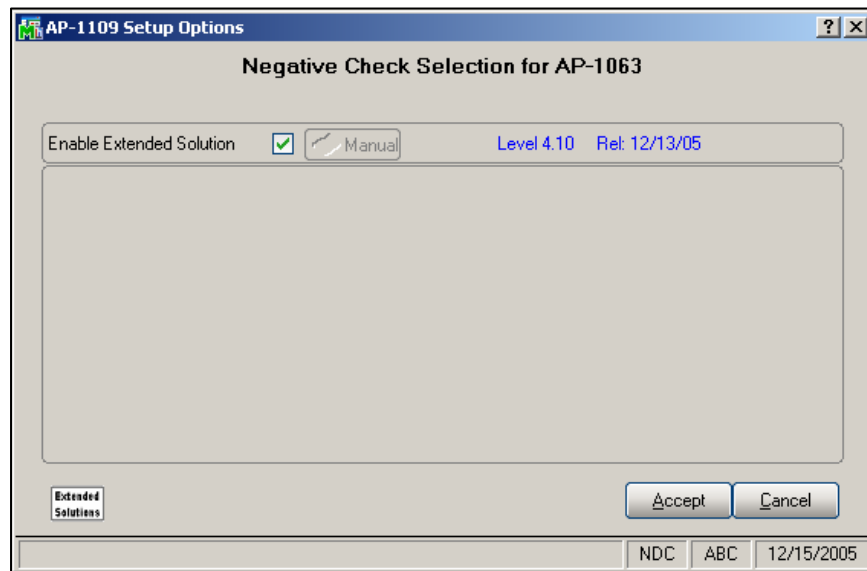 AP-1109 Setup Options
Negative Check Selection for AP-1063
Enable Extended Solution Manual Level 4.10 Rel: 12/13/05
Extended
Solutions
Accept Cancel
NDC ABC 12/15/2005